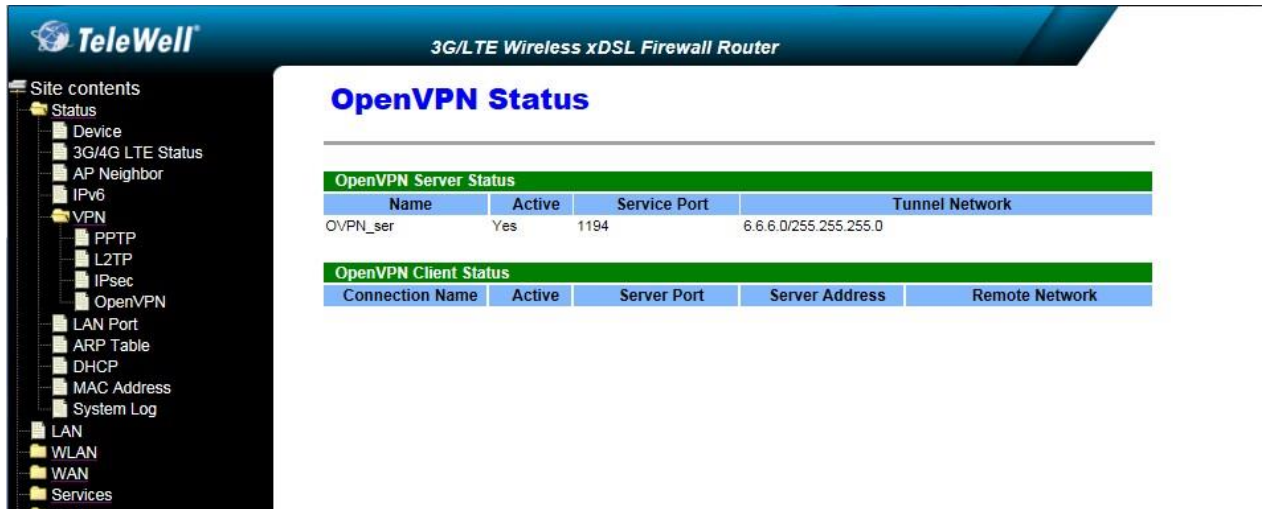 TeleWell
3G/LTE Wireless xDSL Firewall Router
Site contents
Status
Device
3G/4G LTE Status
AP Neighbor
IPv6
VPN
PPTP
L2TP
IPsec
OpenVPN
LAN Port
ARP Table
DHCP
MAC Address
System Log
LAN
WLAN
WAN
Services
OpenVPN Status
OpenVPN Server Status
Name Active Service Port Tunnel Network
OVPN_ser Yes 1194 6.6.6.0/255.255.255.0
OpenVPN Client Status
Connection Name Active Server Port Server Address Remote Network